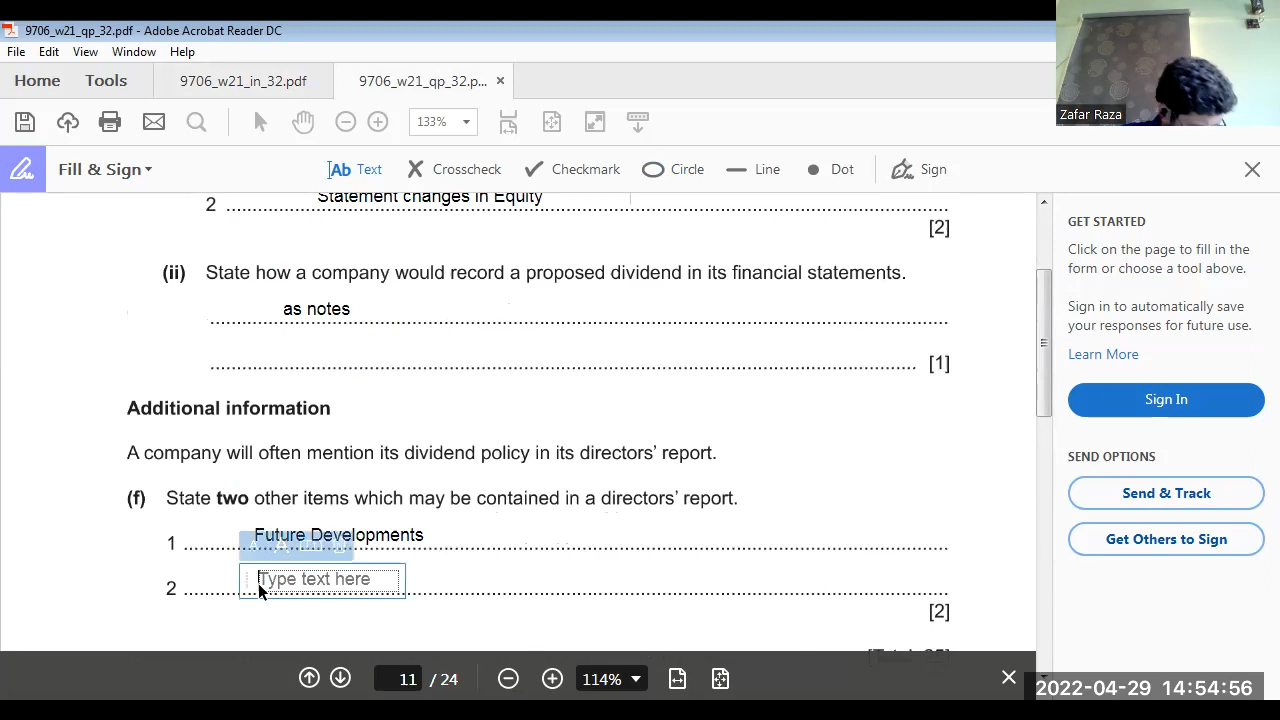 9706_w21_qp_32.pdf - Adobe Acrobat Reader DC
File Edit View Window Help
Home Tools 9706_w21_in_32.pdf 9706_w21_qp_32.p... ×
133%
Zafar Raza
Fill & Sign Ab Text Crosscheck Checkmark Circle Line Dot Sign
Statement changes in Equity
2 ....................
[2]
(ii) State how a company would record a proposed dividend in its financial statements.
as notes
.................... [1]
Additional information
A company will often mention its dividend policy in its directors' report.
(f) State two other items which may be contained in a directors' report.
Future Developments
1 ....................
Type text here
2 ....................
[2]
GET STARTED
Click on the page to fill in the
form or choose a tool above.
Sign in to automatically save
your responses for future use.
Learn More
Sign In
SEND OPTIONS
Send & Track
Get Others to Sign
11 / 24 114%
2022-04-29 14:54:56